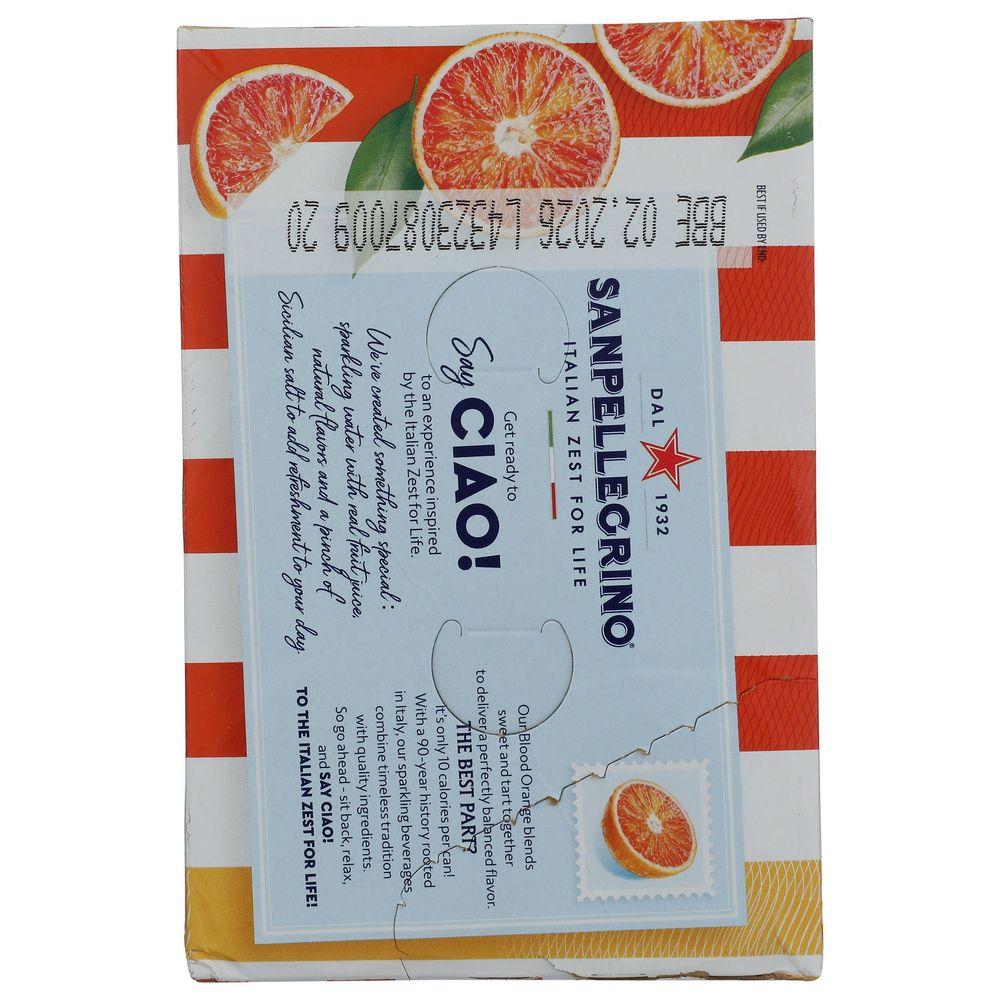 BEST IF USED BY END:
BBE 02.2026 L4323087009 20
DAL 1932
SANPELLEGRINO®
ITALIAN ZEST FOR LIFE
Get ready to
Say CIAO!
to an experience inspired
by the Italian Zest for Life.
We've created something special:
sparkling water with real fruit juice,
natural flavors and a pinch of
Sicilian salt to add refreshment to your day.
Our Blood Orange blends
sweet and tart together
to deliver a perfectly balanced flavor.
THE BEST PART?
It's only 10 calories per can!
With a 90-year history rooted
in Italy, our sparkling beverages
combine timeless tradition
with quality ingredients.
So go ahead - sit back, relax,
and SAY CIAO!
TO THE ITALIAN ZEST FOR LIFE!